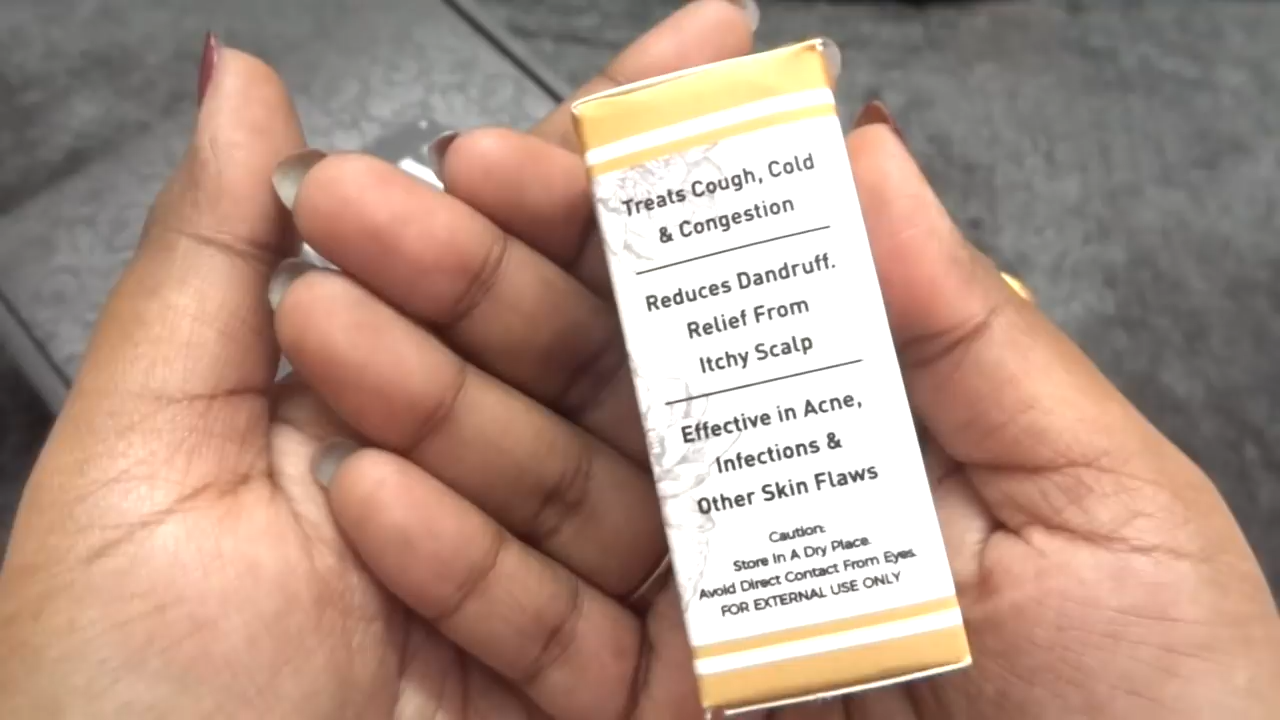 Treats Cough, Cold
& Congestion
Reduces Dandruff.
Relief From
Itchy Scalp
Effective in Acne,
Infections &
Other Skin Flaws
Caution:
Store In A Dry Place.
Avoid Direct Contact From Eyes.
FOR EXTERNAL USE ONLY